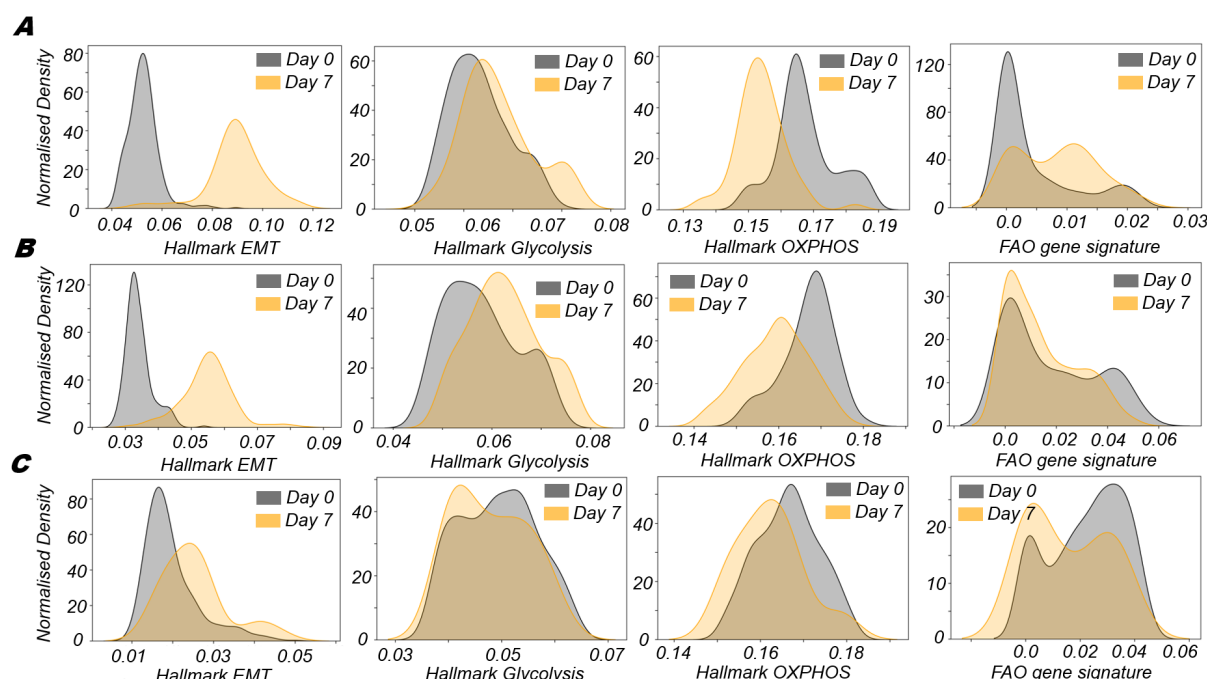 A
Normalised Density
80
60
40
20
0
0.04 0.06 0.08 0.10 0.12
Hallmark EMT
Day 0
Day 7
60
40
20
0
0.05 0.06 0.08
Hallmark Glycolysis
Day 0
Day 7
60
40
20
0
0.13 0.15 0.17 0.19
Hallmark OXPHOS
Day 0
Day 7
120
80
40
0
0.0 0.01 0.02 0.03
FAO gene signature
Day 0
Day 7
B
Normalised Density
120
80
40
0
0.03 0.05 0.07 0.09
Hallmark EMT
Day 0
Day 7
40
20
0
0.04 0.06 0.08
Hallmark Glycolysis
Day 0
Day 7
60
40
20
0
0.14 0.16 0.18
Hallmark OXPHOS
Day 0
Day 7
30
20
10
0
0.0 0.02 0.04 0.06
FAO gene signature
Day 0
Day 7
C
Normalised Density
80
60
40
20
0
0.01 0.03 0.05
Hallmark EMT
Day 0
Day 7
40
20
0
0.03 0.05 0.07
Hallmark Glycolysis
Day 0
Day 7
40
20
0
0.14 0.16 0.18
Hallmark OXPHOS
Day 0
Day 7
20
10
0
0.0 0.02 0.04 0.06
FAO gene signature
Day 0
Day 7